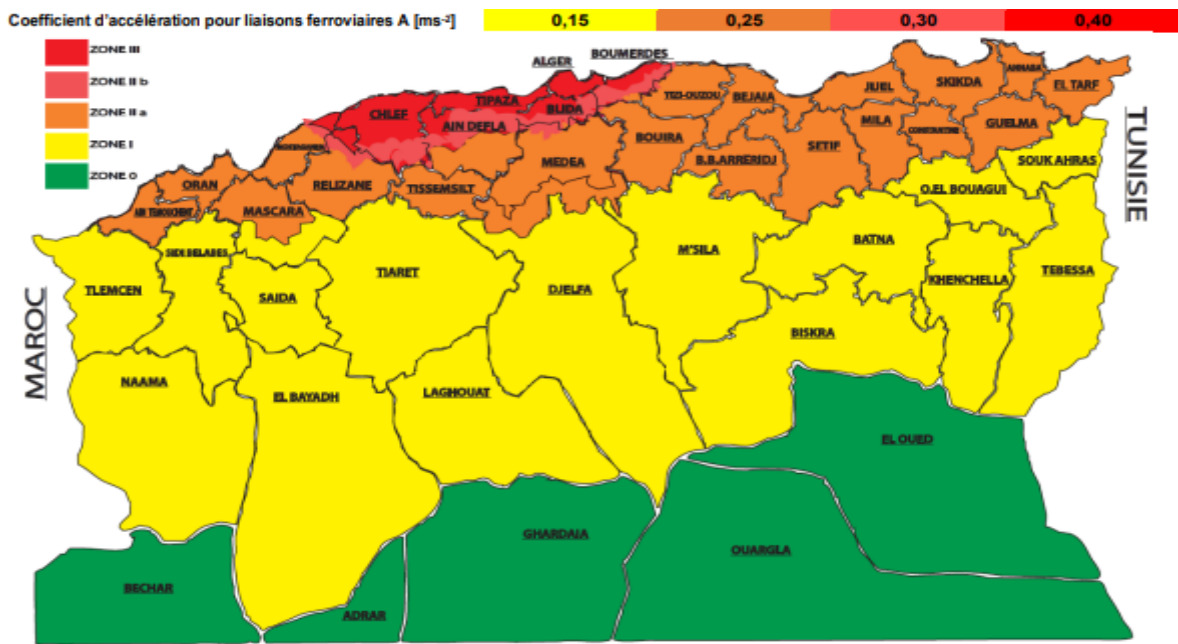 Coefficient d'accélération pour liaisons ferroviaires A [ms-²] 0,15 0,25 0,30 0,40
ZONE III
ZONE II b
ZONE II a
ZONE I
ZONE 0
ALGER BOUMERDES
CHLEF TIPAZA BLIDA TIZI-OUZOU BEJAIA JIJEL SKIKDA ANNABA EL TARF
AIN DEFLA BOUIRA MILA CONSTANTINE GUELMA
ORAN RELIZANE TISSEMSILT MEDEA B.B.ARRERIDJ SETIF SOUK AHRAS
AIN TEMOUCHENT MASCARA O.EL BOUAGUI
TUNISIE
SIDI BELABES TIARET M'SILA BATNA
TLEMCEN SAIDA DJELFA KHENCHELLA TEBESSA
MAROC
NAAMA EL BAYADH LAGHOUAT BISKRA
EL OUED
GHARDAIA OUARGLA
BECHAR ADRAR